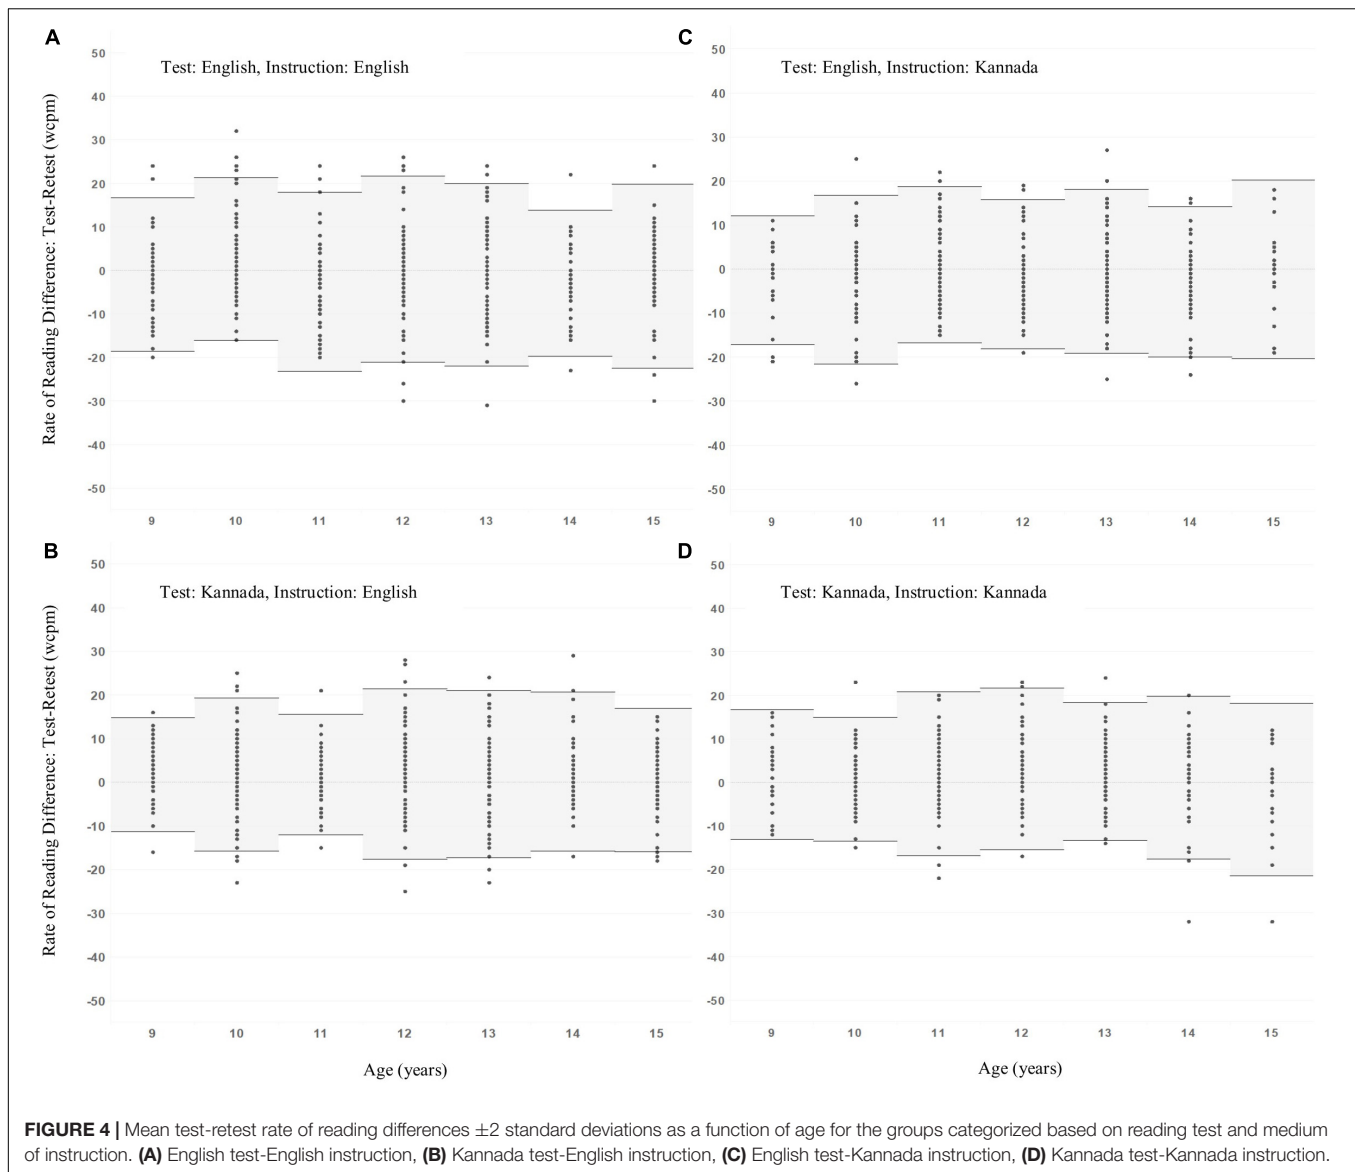 A
Test: English, Instruction: English
Rate of Reading Difference: Test-Retest (wcpm)
50
40
30
20
10
0
-10
-20
-30
-40
-50
9 10 11 12 13 14 15
C
Test: English, Instruction: Kannada
50
40
30
20
10
0
-10
-20
-30
-40
-50
9 10 11 12 13 14 15
B
Test: Kannada, Instruction: English
Rate of Reading Difference: Test-Retest (wcpm)
50
40
30
20
10
0
-10
-20
-30
-40
-50
9 10 11 12 13 14 15
Age (years)
D
Test: Kannada, Instruction: Kannada
50
40
30
20
10
0
-10
-20
-30
-40
-50
9 10 11 12 13 14 15
Age (years)
FIGURE 4 | Mean test-retest rate of reading differences ±2 standard deviations as a function of age for the groups categorized based on reading test and medium
of instruction. (A) English test-English instruction, (B) Kannada test-English instruction, (C) English test-Kannada instruction, (D) Kannada test-Kannada instruction.